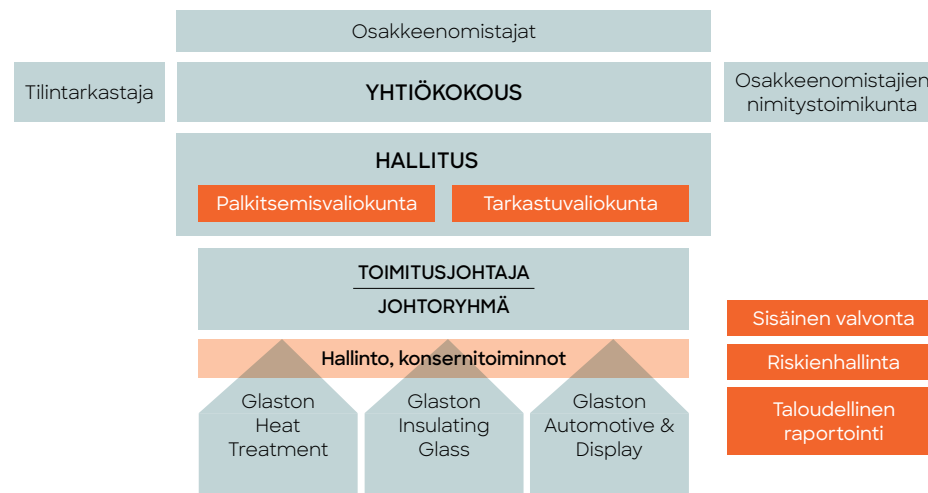 Osakkeenomistajat
Tilintarkastaja
YHTIÖKOKOUS
Osakkeenomistajien
nimitystoimikunta
HALLITUS
Palkitsemisvaliokunta
Tarkastuvaliokunta
TOIMITUSJOHTAJA
JOHTORYHMÄ
Sisäinen valvonta
Hallinto, konsernitoiminnot
Riskienhallinta
Glaston
Heat
Treatment
Glaston
Insulating
Glass
Glaston
Automotive &
Display
Taloudellinen
raportointi